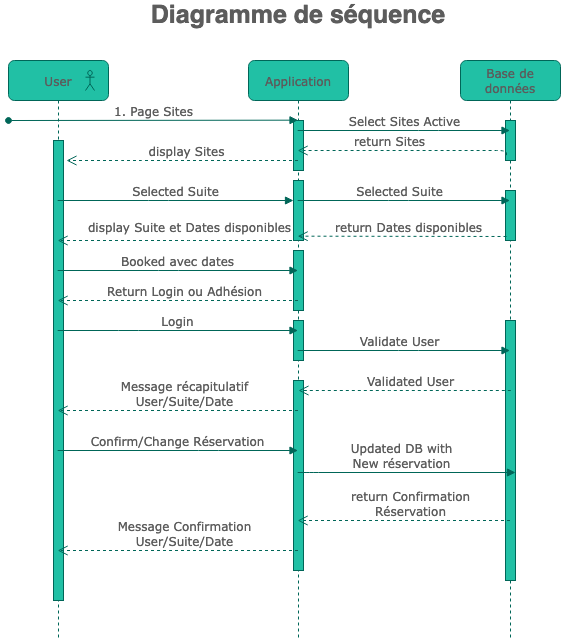 Diagramme de séquence
User
Application
Base de
données
1. Page Sites
Select Sites Active
return Sites
display Sites
Selected Suite
Selected Suite
display Suite et Dates disponibles
return Dates disponibles
Booked avec dates
Return Login ou Adhésion
Login
Validate User
Validated User
Message récapitulatif
User/Suite/Date
Confirm/Change Réservation
Updated DB with
New réservation
return Confirmation
Réservation
Message Confirmation
User/Suite/Date